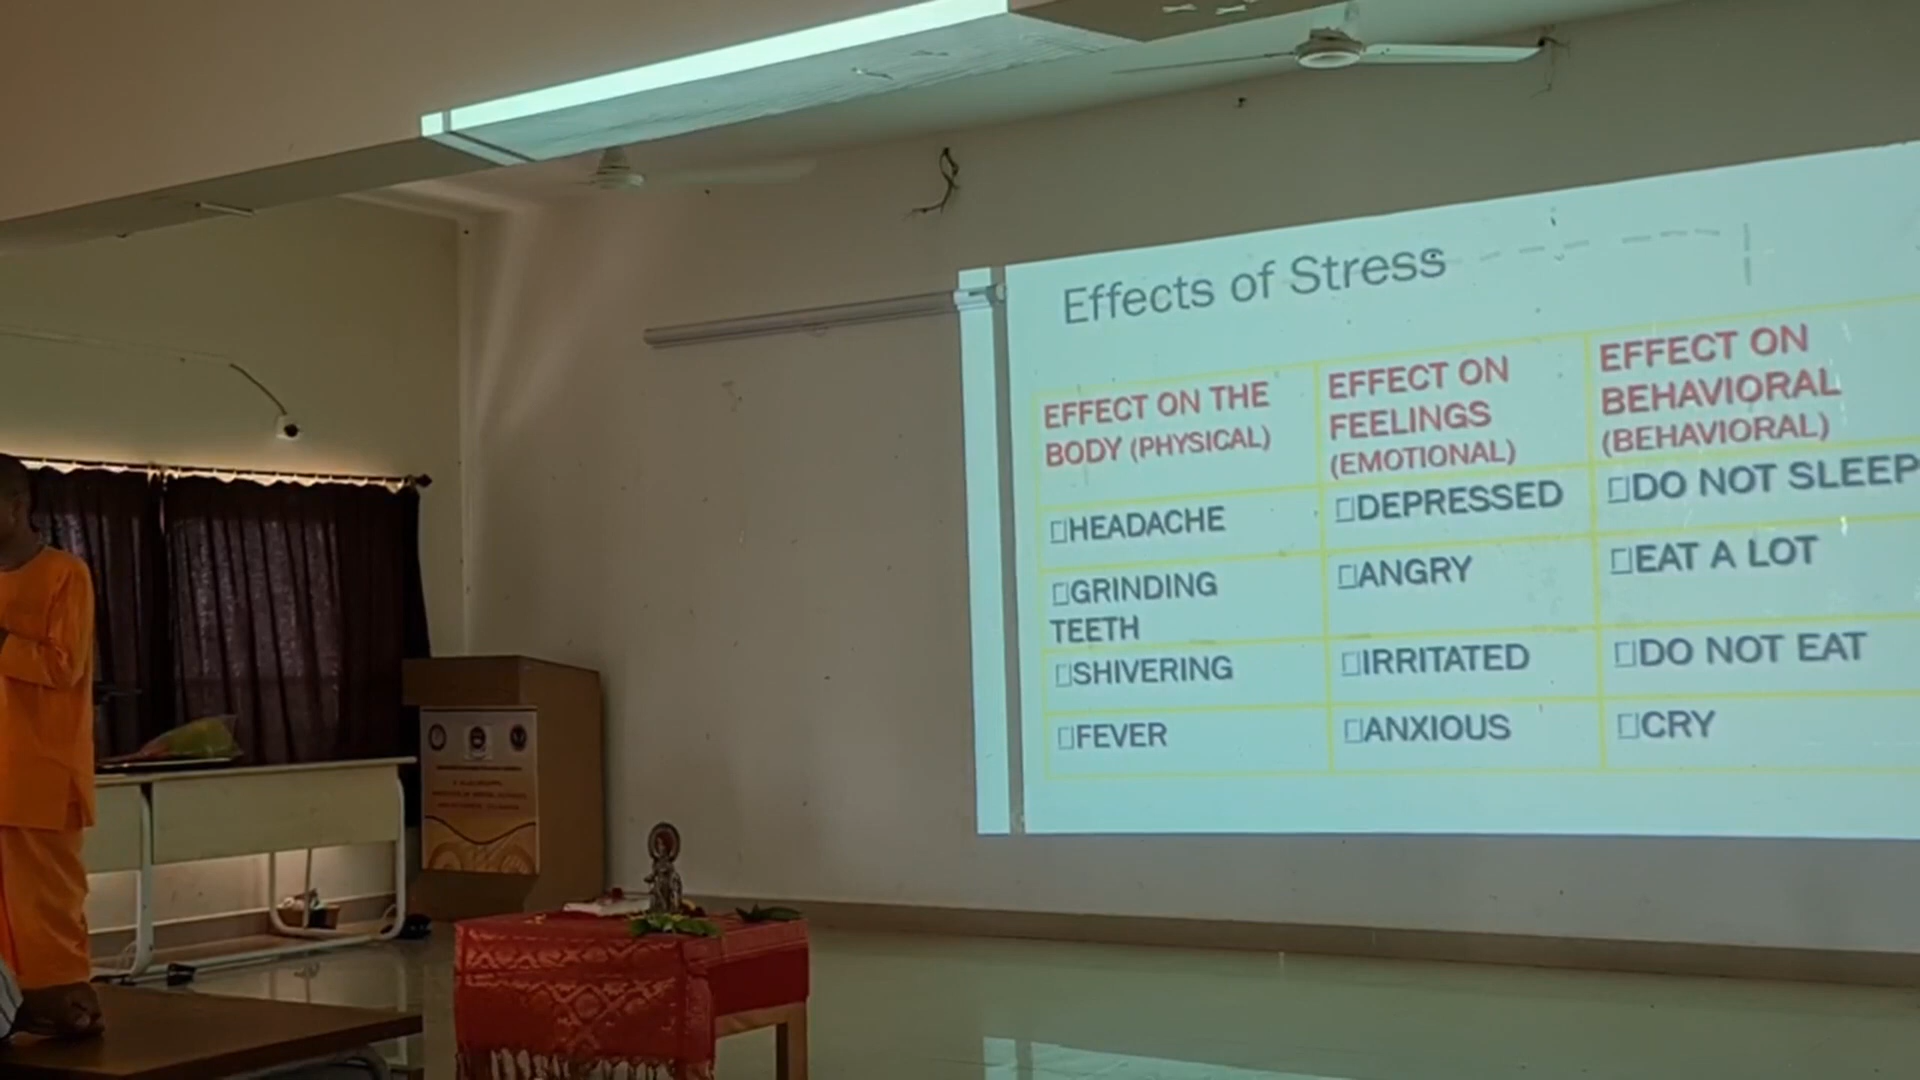 Effects of Stress
EFFECT ON THE
BODY (PHYSICAL)
EFFECT ON
FEELINGS
(EMOTIONAL)
EFFECT ON
BEHAVIORAL
(BEHAVIORAL)
HEADACHE
DEPRESSED
DO NOT SLEEP
GRINDING
TEETH
ANGRY
EAT A LOT
SHIVERING
IRRITATED
DO NOT EAT
FEVER
ANXIOUS
CRY